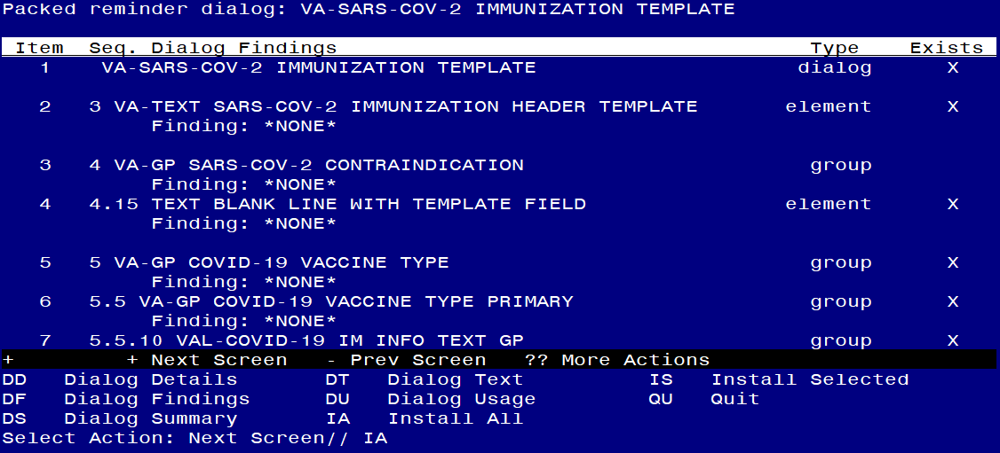 Packed reminder dialog: VA-SARS-COV-2 IMMUNIZATION TEMPLATE
Item Seq. Dialog Findings Type Exists
1 VA-SARS-COV-2 IMMUNIZATION TEMPLATE dialog X
2 3 VA-TEXT SARS-COV-2 IMMUNIZATION HEADER TEMPLATE element X
Finding: *NONE*
3 4 VA-GP SARS-COV-2 CONTRAINDICATION group
Finding: *NONE*
4 4.15 TEXT BLANK LINE WITH TEMPLATE FIELD element X
Finding: *NONE*
5 5 VA-GP COVID-19 VACCINE TYPE group X
Finding: *NONE*
6 5.5 VA-GP COVID-19 VACCINE TYPE PRIMARY group X
Finding: *NONE*
7 5.5.10 VAL-COVID-19 IM INFO TEXT GP group X
+ + Next Screen - Prev Screen ?? More Actions
DD Dialog Details DT Dialog Text IS Install Selected
DF Dialog Findings DU Dialog Usage QU Quit
DS Dialog Summary IA Install All
Select Action: Next Screen// IA